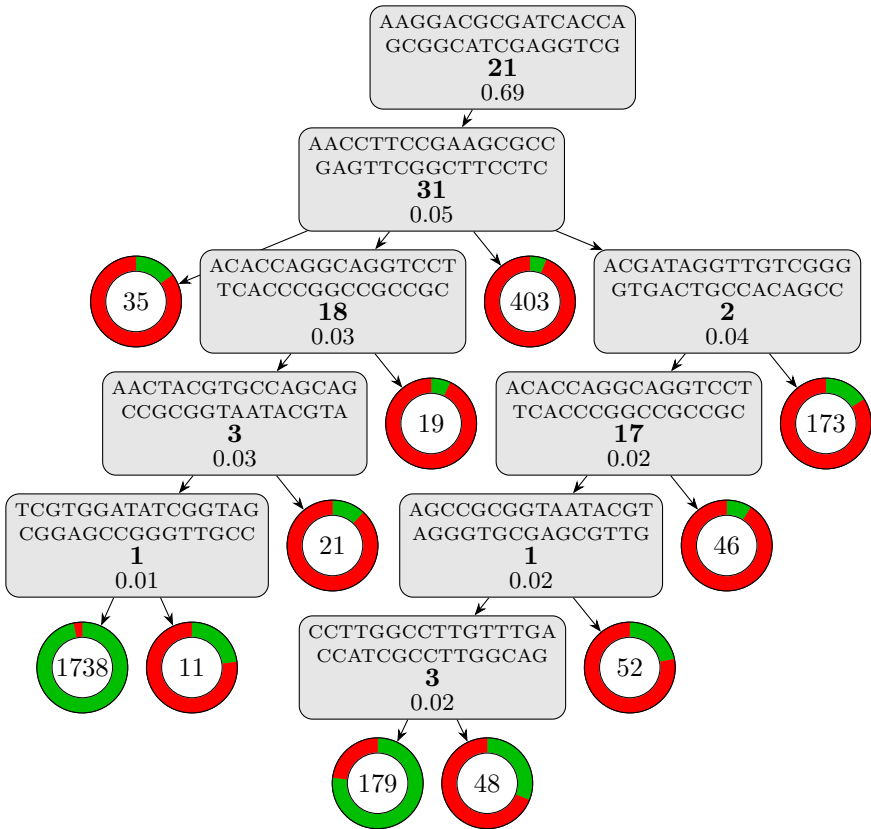 AAGGACGCGATCACCA
GCGGCATCGAGGTCG
21
0.69
AACCTTCCGAAGCGCC
GAGTTCGGCTTCCTC
31
0.05
35
ACACCAGGCAGGTCCT
TCACCCGGCCGCCGC
18
0.03
403
ACGATAGGTTGTCGGG
GTGACTGCCACAGCC
2
0.04
AACTACGTGCCAGCAG
CCGCGGTAATACGTA
3
0.03
19
ACACCAGGCAGGTCCT
TCACCCGGCCGCCGC
17
0.02
173
TCGTGGATATCGGTAG
CGGAGCCGGGTTGCC
1
0.01
21
AGCCGCGGTAATACGT
AGGGTGCGAGCGTTG
1
0.02
46
1738
11
CCTTGGCCTTGTTTGA
CCATCGCCTTGGCAG
3
0.02
52
179
48